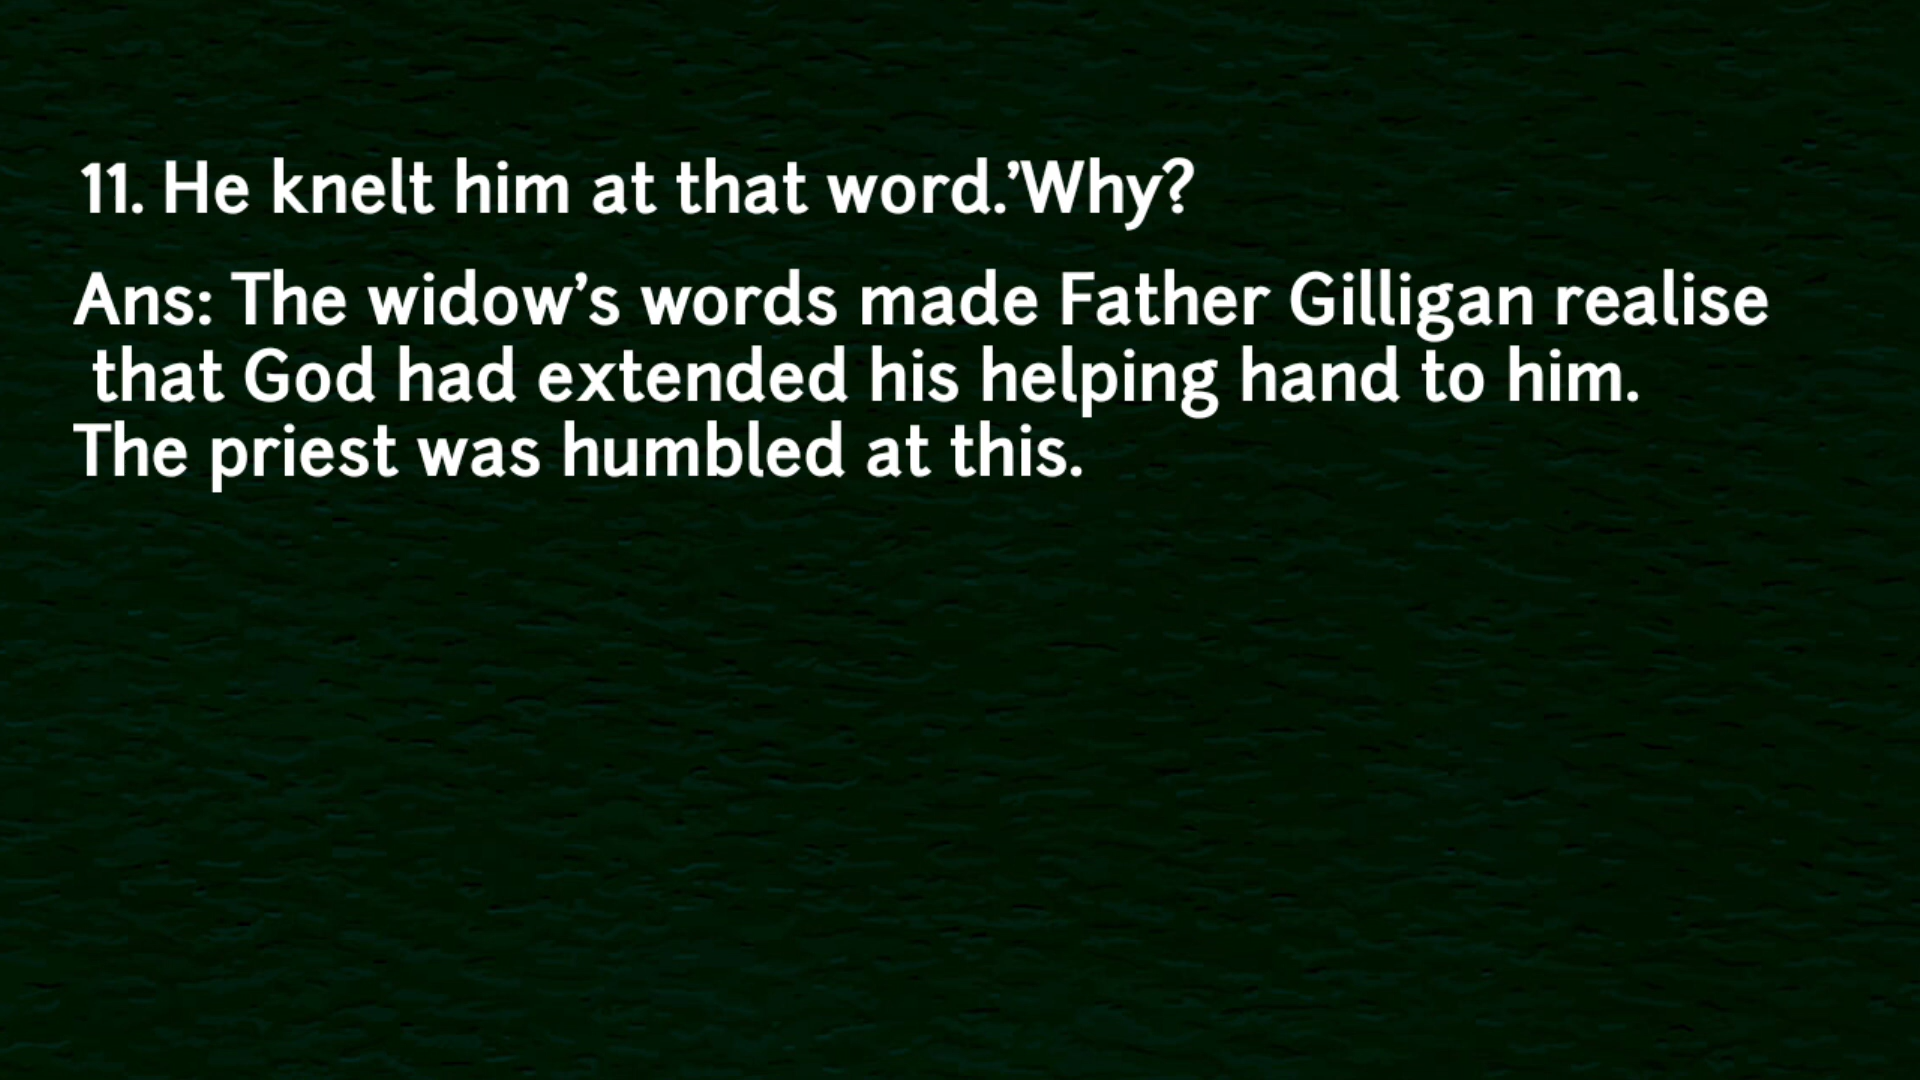 11. He knelt him at that word.’Why?
Ans: The widow’s words made Father Gilligan realise
that God had extended his helping hand to him.
The priest was humbled at this.